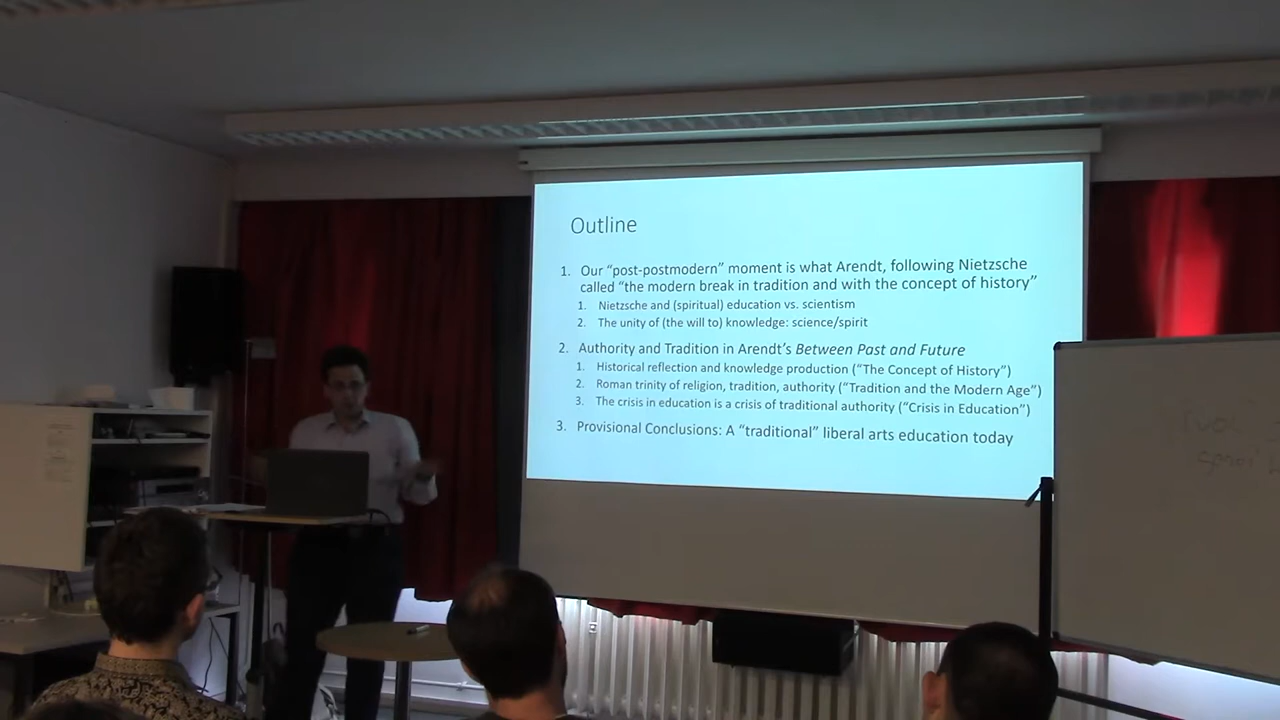 Outline
1. Our “post-postmodern” moment is what Arendt, following Nietzsche
called “the modern break in tradition and with the concept of history”
1. Nietzsche and (spiritual) education vs. scientism
2. The unity of (the will to) knowledge: science/spirit
2. Authority and Tradition in Arendt’s Between Past and Future
1. Historical reflection and knowledge production (“The Concept of History”)
2. Roman trinity of religion, tradition, authority (“Tradition and the Modern Age”)
3. The crisis in education is a crisis of traditional authority (“Crisis in Education”)
3. Provisional Conclusions: A “traditional” liberal arts education today